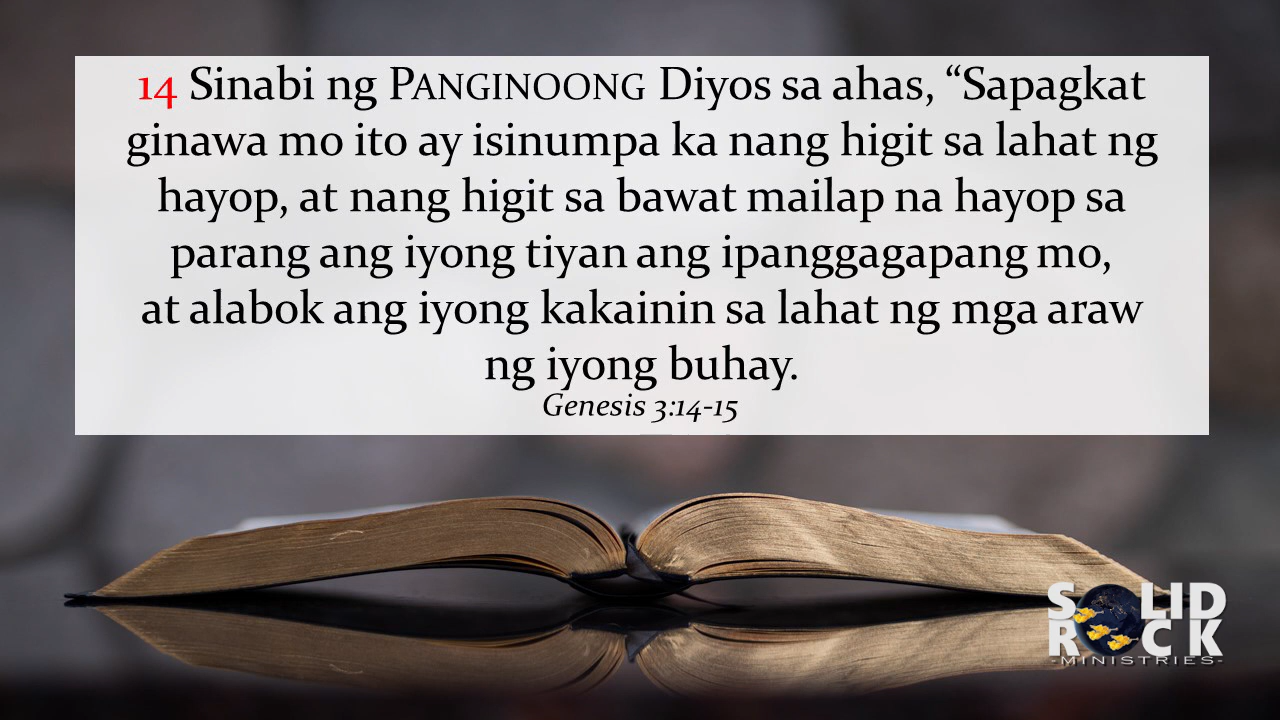 14 Sinabi ng PANGINOONG Diyos sa ahas, “Sapagkat
ginawa mo ito ay isinumpa ka nang higit sa lahat ng
hayop, at nang higit sa bawat mailap na hayop sa
parang ang iyong tiyan ang ipanggagapang mo,
at alabok ang iyong kakainin sa lahat ng mga araw
ng iyong buhay.
Genesis 3:14-15
SOLID
ROCK
-MINISTRIES-